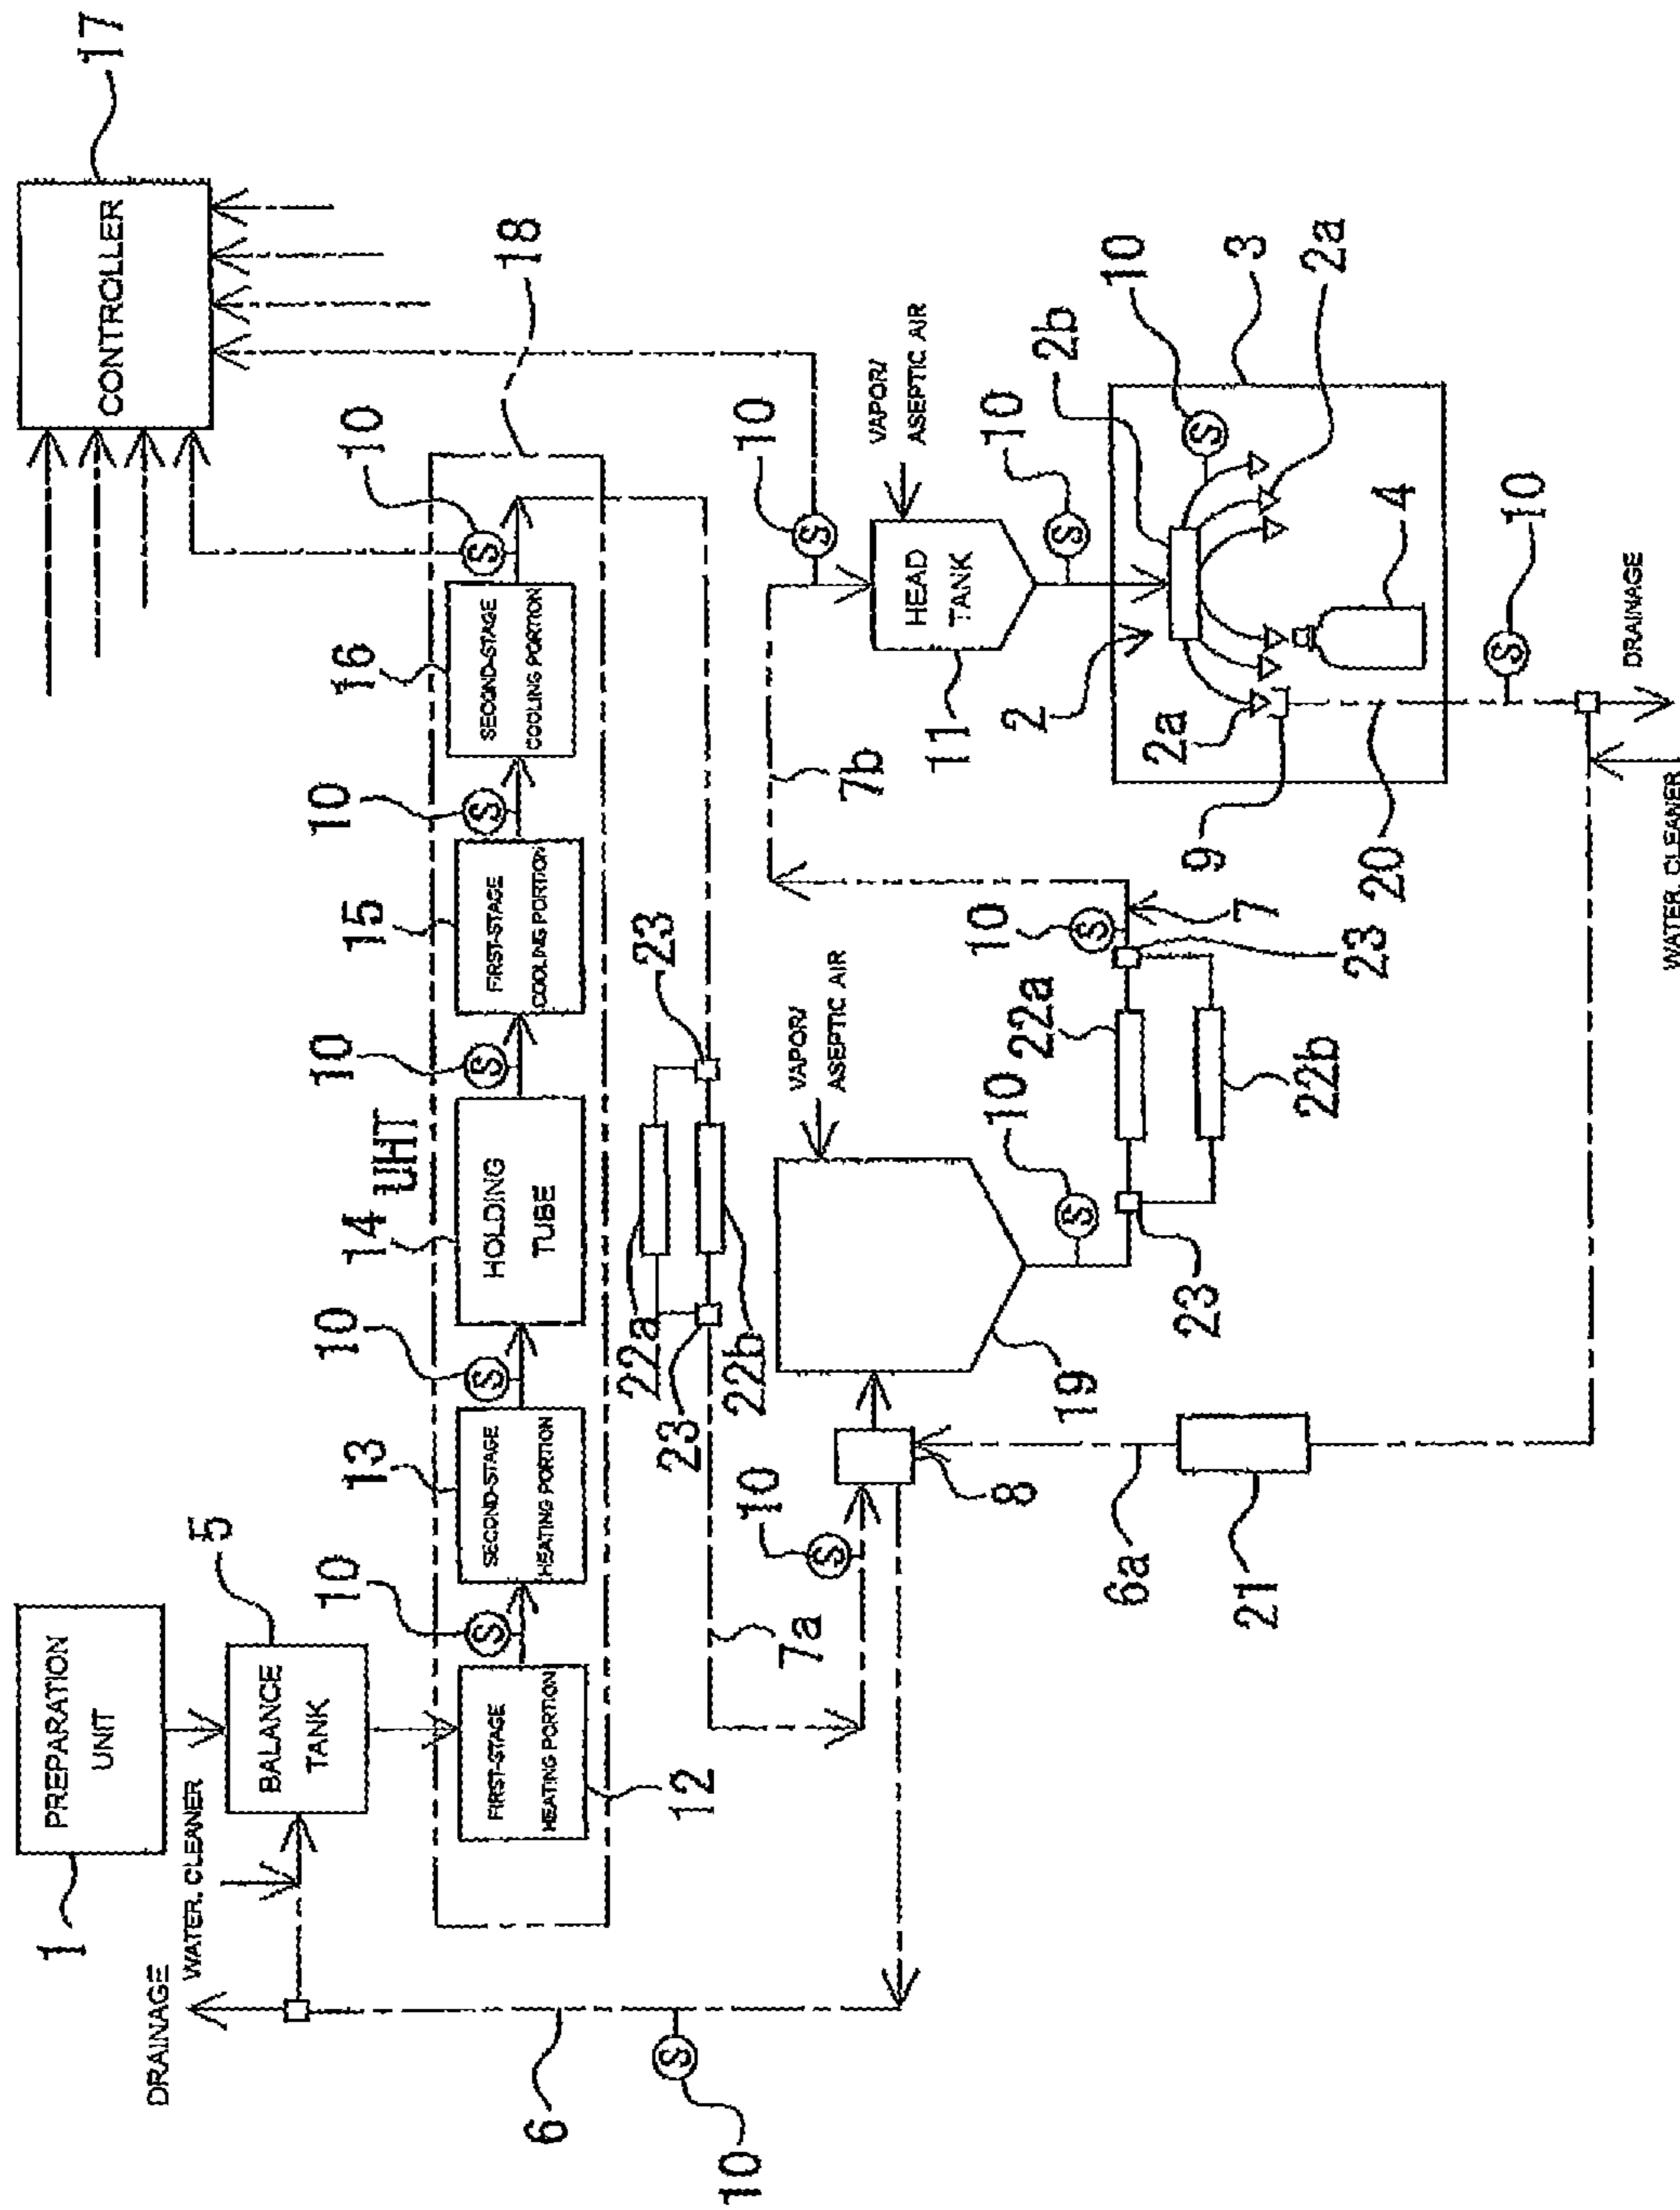 1
PREPARATION
UNIT
DRAINAGE
WATER, CLEANER
5
BALANCE
TANK
17
CONTROLLER
10
10
10
10
10
13
14
UHT
15
16
18
FIRST-STAGE
HEATING PORTION
S
SECOND-STAGE
HEATING PORTION
S
HOLDING
TUBE
S
FIRST-STAGE
COOLING PORTION
S
SECOND-STAGE
COOLING PORTION
S
12
6
10
S
22a
23
23
22b
7a
10
S
7b
10
S
VAPOR/
ASEPTIC AIR
HEAD
TANK
11
10
S
VAPOR/
ASEPTIC AIR
19
8
10
S
10
S
7
22a
23
23
22b
2
2b
10
S
3
2a
2a
4
9
20
10
S
6a
21
DRAINAGE
WATER, CLEANER